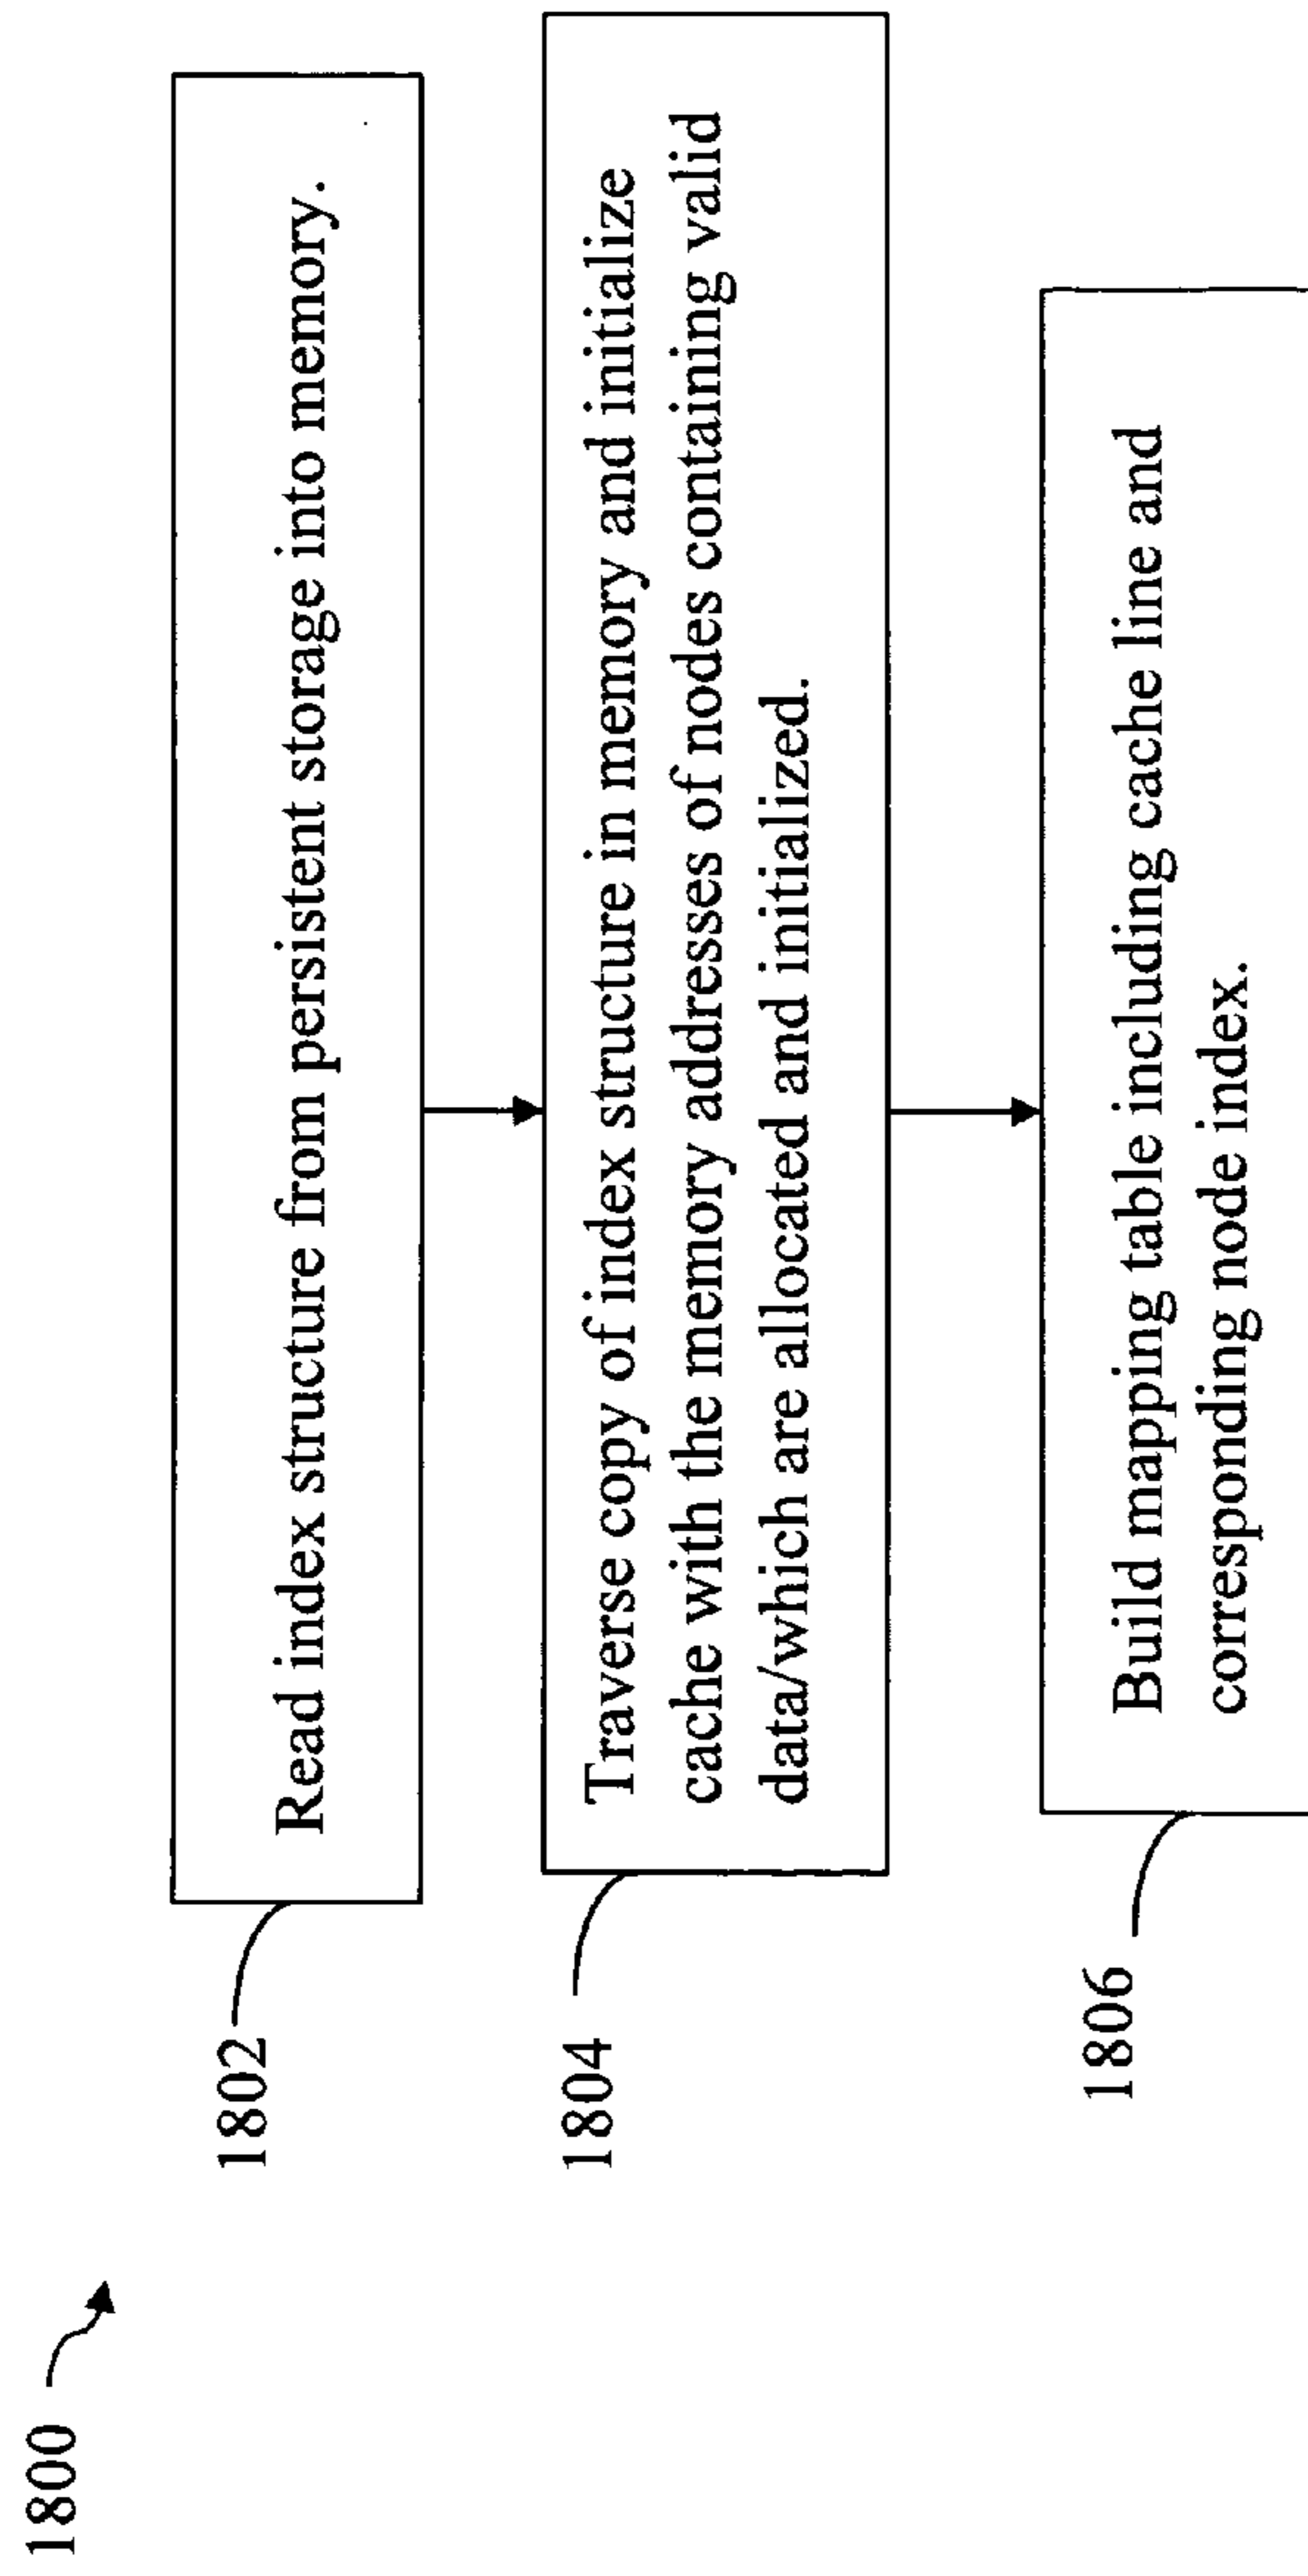 1800
1802
Read index structure from persistent storage into memory.
1804
Traverse copy of index structure in memory and initialize
cache with the memory addresses of nodes containing valid
data/which are allocated and initialized.
1806
Build mapping table including cache line and
corresponding node index.